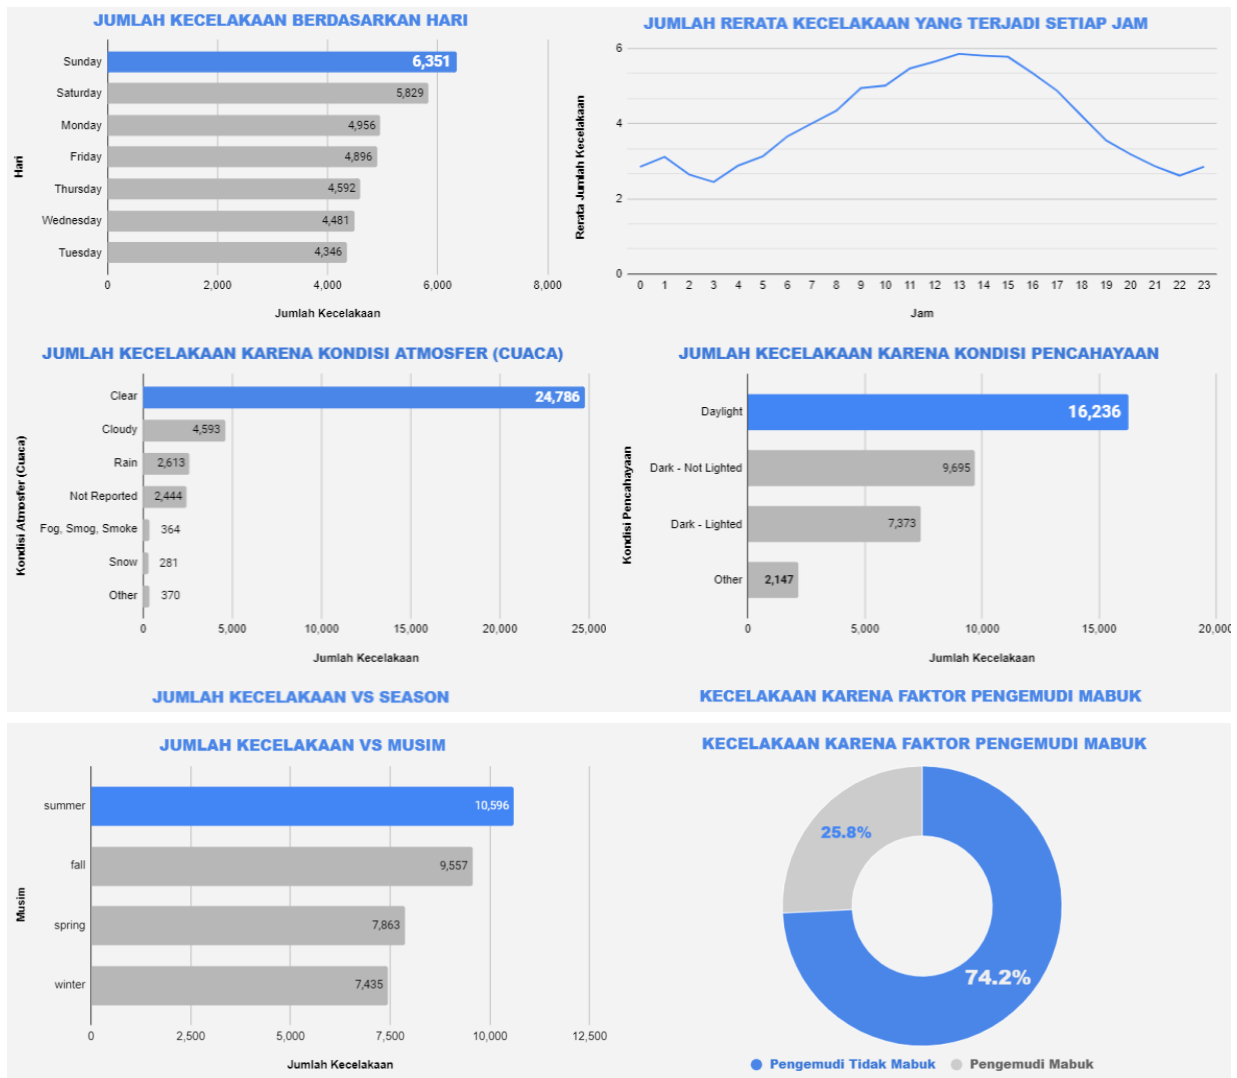 JUMLAH KECELAKAAN BERDASARKAN HARI
Hari
Sunday 6,351
Saturday 5,829
Monday 4,956
Friday 4,896
Thursday 4,592
Wednesday 4,481
Tuesday 4,346
0 2,000 4,000 6,000 8,000
Jumlah Kecelakaan
JUMLAH RERATA KECELAKAAN YANG TERJADI SETIAP JAM
Rerata Jumlah Kecelakaan
6
4
2
0
0 1 2 3 4 5 6 7 8 9 10 11 12 13 14 15 16 17 18 19 20 21 22 23
Jam
JUMLAH KECELAKAAN KARENA KONDISI ATMOSFER (CUACA)
Kondisi Atmosfer (Cuaca)
Clear 24,786
Cloudy 4,593
Rain 2,613
Not Reported 2,444
Fog, Smog, Smoke 364
Snow 281
Other 370
0 5,000 10,000 15,000 20,000 25,000
Jumlah Kecelakaan
JUMLAH KECELAKAAN KARENA KONDISI PENCAHAYAAN
Kondisi Pencahayaan
Daylight 16,236
Dark - Not Lighted 9,695
Dark - Lighted 7,373
Other 2,147
0 5,000 10,000 15,000 20,000
Jumlah Kecelakaan
JUMLAH KECELAKAAN VS SEASON
KECELAKAAN KARENA FAKTOR PENGEMUDI MABUK
JUMLAH KECELAKAAN VS MUSIM
Musim
summer 10,596
fall 9,557
spring 7,863
winter 7,435
0 2,500 5,000 7,500 10,000 12,500
Jumlah Kecelakaan
KECELAKAAN KARENA FAKTOR PENGEMUDI MABUK
25.8%
74.2%
Pengemudi Tidak Mabuk Pengemudi Mabuk